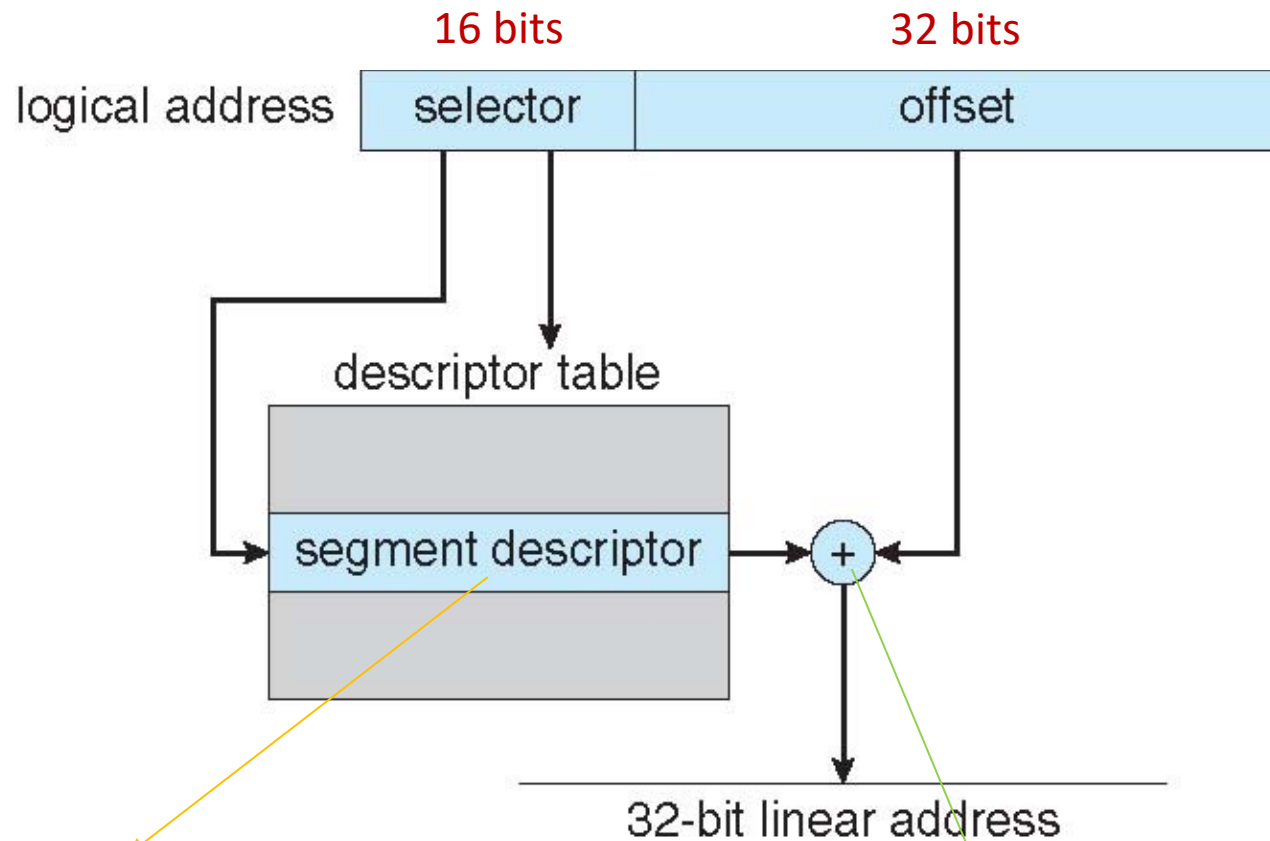 16 bits 32 bits
logical address selector offset
descriptor table
segment descriptor +
32-bit linear address